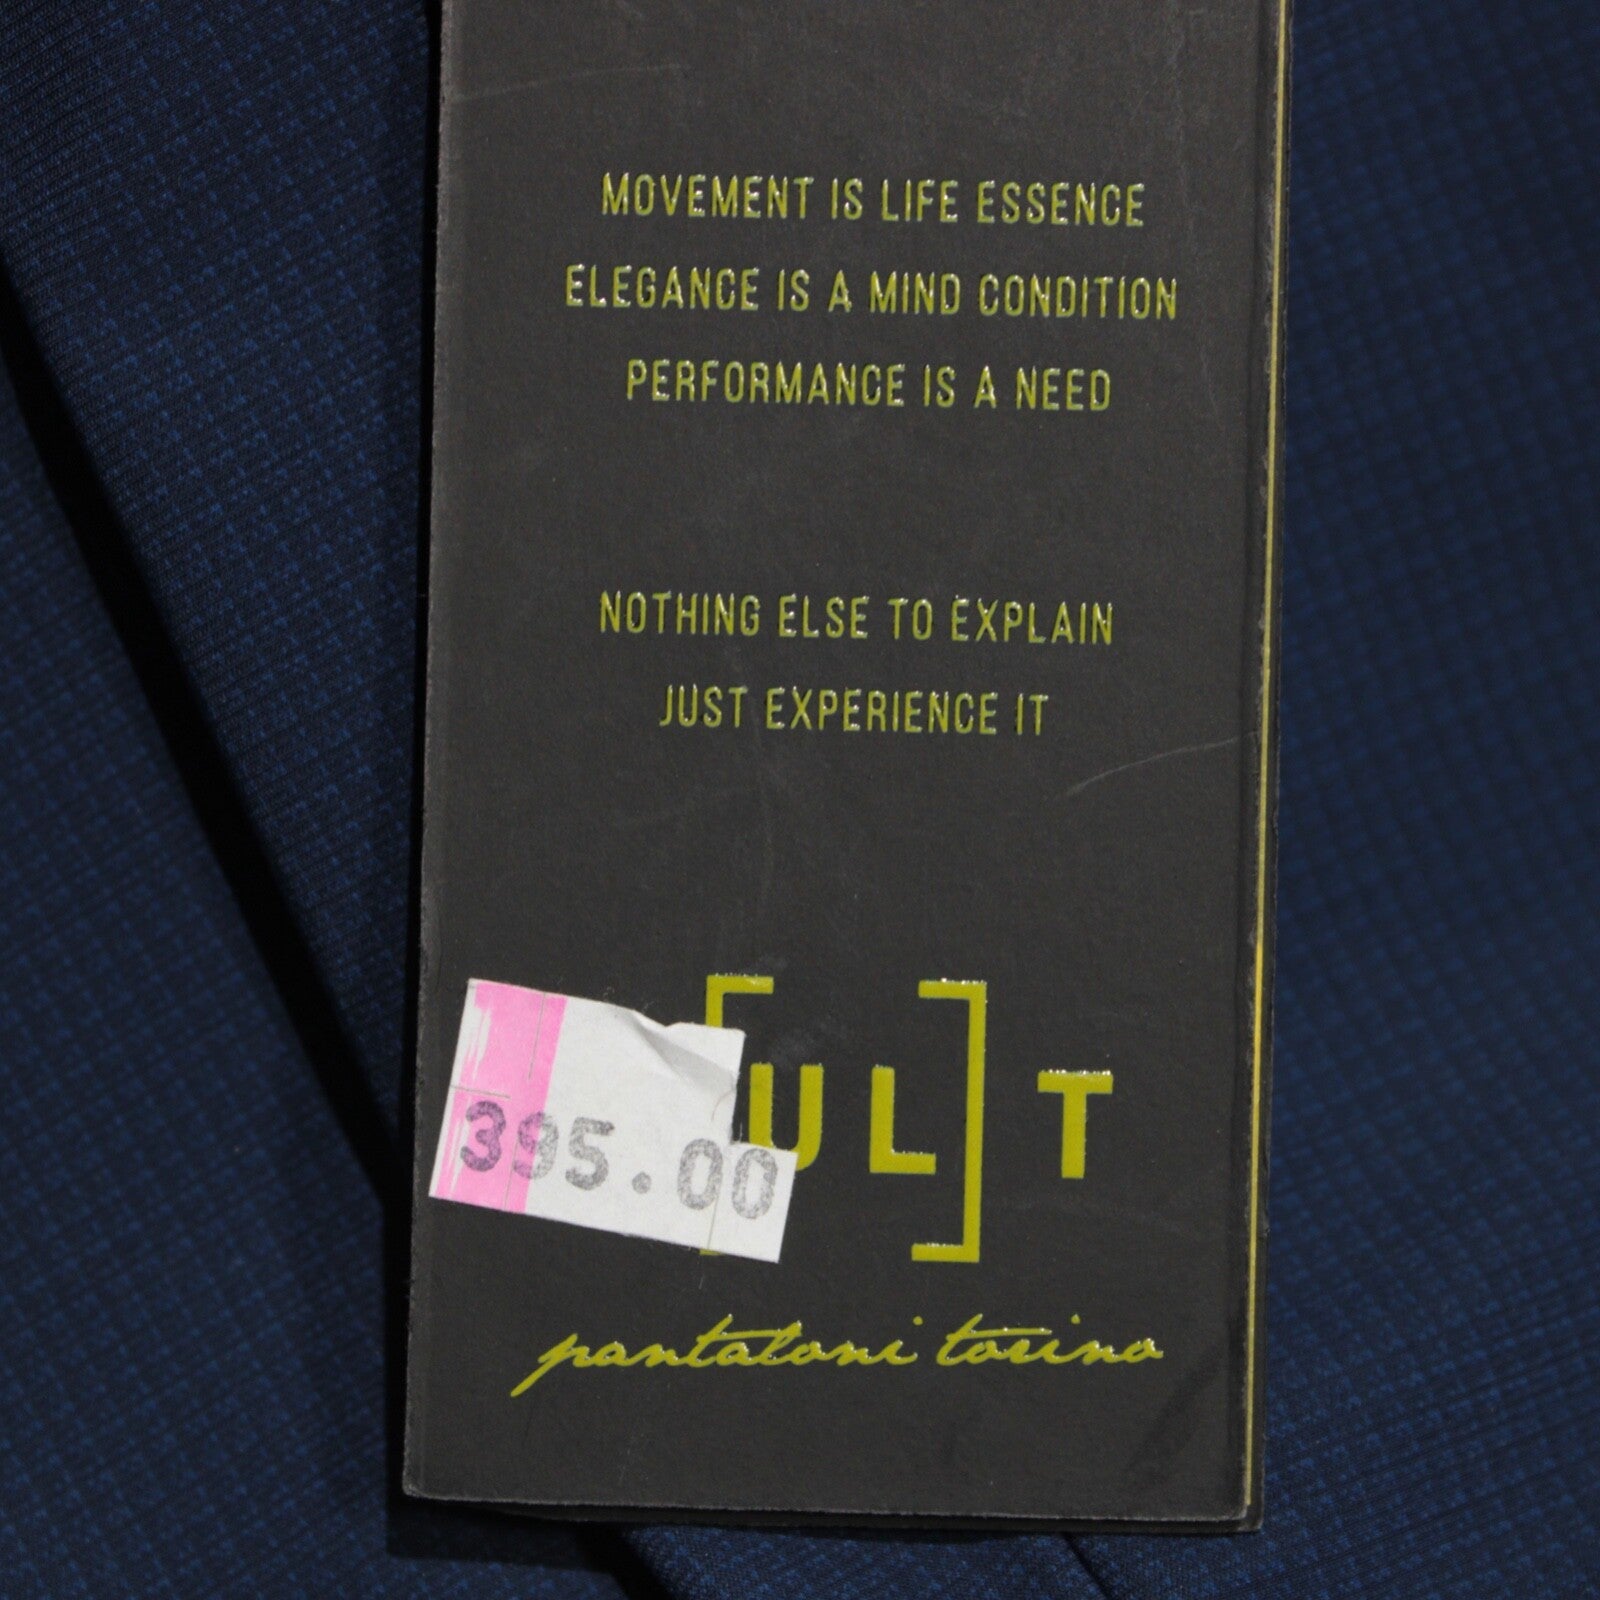 MOVEMENT IS LIFE ESSENCE
ELEGANCE IS A MIND CONDITION
PERFORMANCE IS A NEED
NOTHING ELSE TO EXPLAIN
JUST EXPERIENCE IT
[UL]T
395.00
pantaloni torino